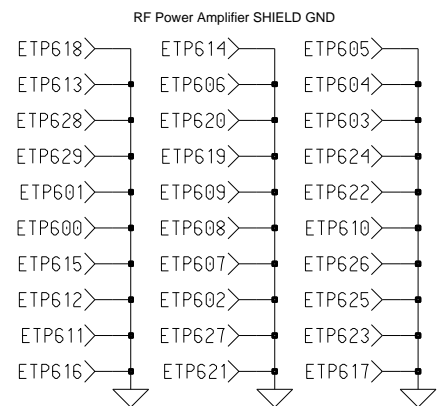 RF Power Amplifier SHIELD GND
ETP618 ETP614 ETP605
ETP613 ETP606 ETP604
ETP628 ETP620 ETP603
ETP629 ETP619 ETP624
ETP601 ETP609 ETP622
ETP600 ETP608 ETP610
ETP615 ETP607 ETP626
ETP612 ETP602 ETP625
ETP611 ETP627 ETP623
ETP616 ETP621 ETP617